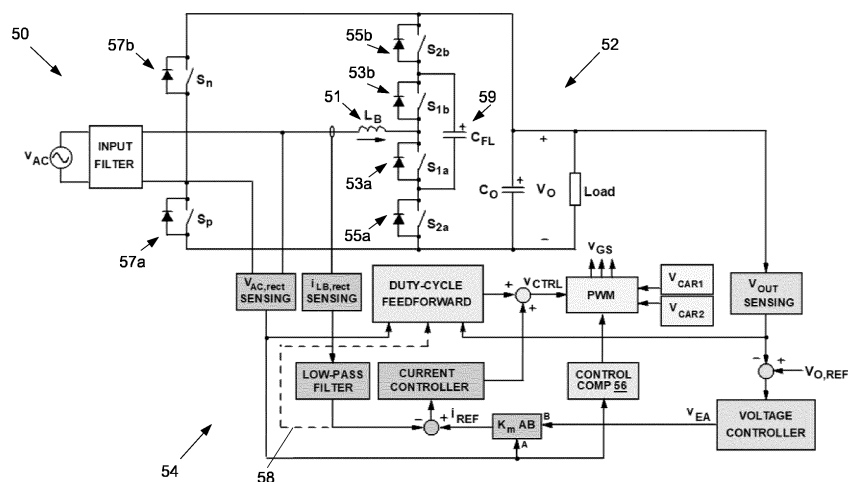 50
57b
Sn
55b
S2b
52
53b
S1b
51
LB
59
+
CFL
VAC
INPUT
FILTER
53a
S1a
Sp
57a
55a
S2a
+
CO
+
VO
−
Load
VAC,rect
SENSING
iLB,rect
SENSING
DUTY-CYCLE
FEEDFORWARD
+
+
VCTRL
VGS
PWM
VCAR1
VCAR2
VOUT
SENSING
LOW-PASS
FILTER
CURRENT
CONTROLLER
CONTROL
COMP 56
−
+
VO,REF
−
+
iREF
Km AB
B
A
VEA
VOLTAGE
CONTROLLER
54
58